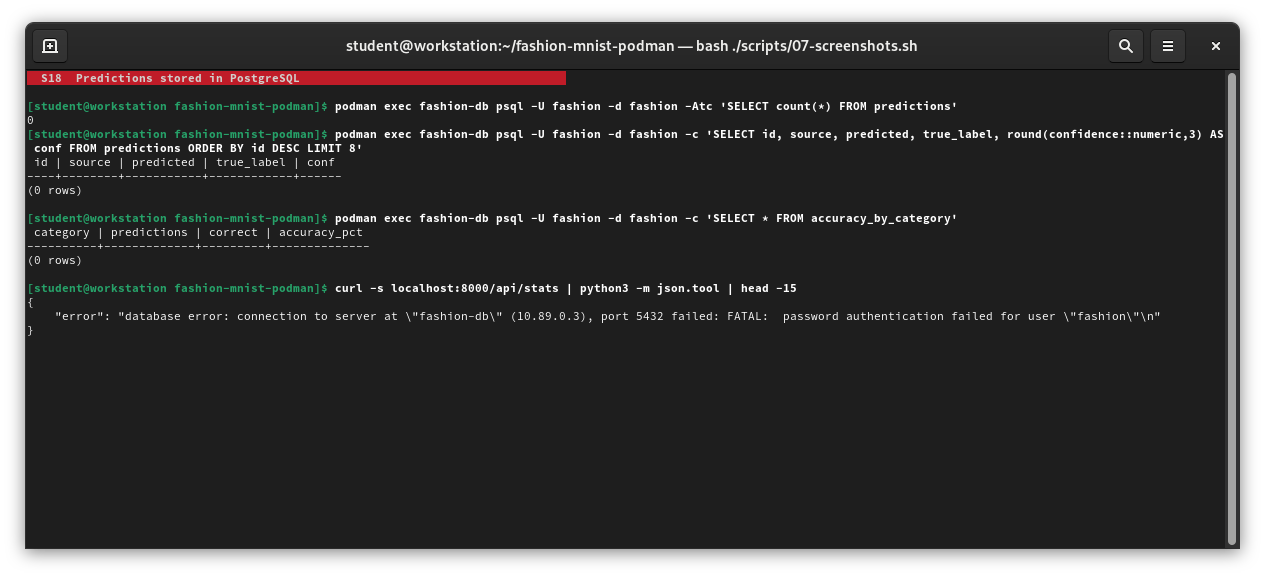 student@workstation:~/fashion-mnist-podman — bash ./scripts/07-screenshots.sh
S18  Predictions stored in PostgreSQL
[student@workstation fashion-mnist-podman]$ podman exec fashion-db psql -U fashion -d fashion -Atc 'SELECT count(*) FROM predictions'
0
[student@workstation fashion-mnist-podman]$ podman exec fashion-db psql -U fashion -d fashion -c 'SELECT id, source, predicted, true_label, round(confidence::numeric,3) AS
 conf FROM predictions ORDER BY id DESC LIMIT 8'
 id | source | predicted | true_label | conf
----+--------+-----------+------------+------
(0 rows)
[student@workstation fashion-mnist-podman]$ podman exec fashion-db psql -U fashion -d fashion -c 'SELECT * FROM accuracy_by_category'
 category | predictions | correct | accuracy_pct
----------+-------------+---------+--------------
(0 rows)
[student@workstation fashion-mnist-podman]$ curl -s localhost:8000/api/stats | python3 -m json.tool | head -15
{
    "error": "database error: connection to server at \"fashion-db\" (10.89.0.3), port 5432 failed: FATAL:  password authentication failed for user \"fashion\"\n"
}